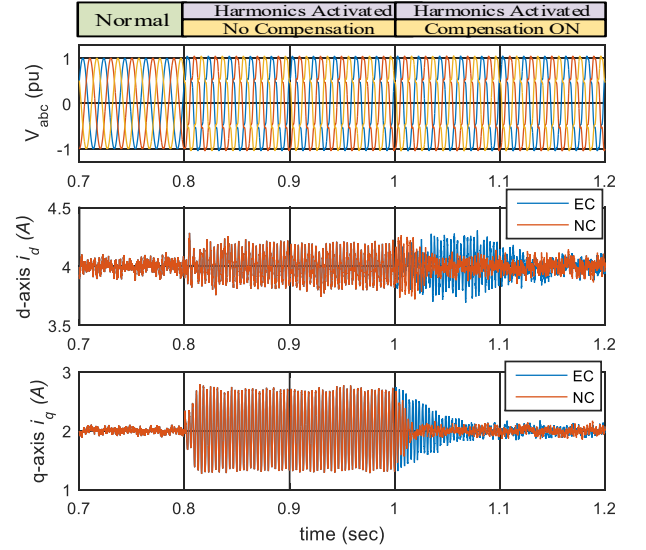 Normal
Harmonics Activated
Harmonics Activated
No Compensation
Compensation ON
V_abc (pu)
1
0
-1
0.7 0.8 0.9 1 1.1 1.2
d-axis i_d (A)
4.5
4
3.5
EC
NC
0.7 0.8 0.9 1 1.1 1.2
q-axis i_q (A)
3
2
1
EC
NC
0.7 0.8 0.9 1 1.1 1.2
time (sec)